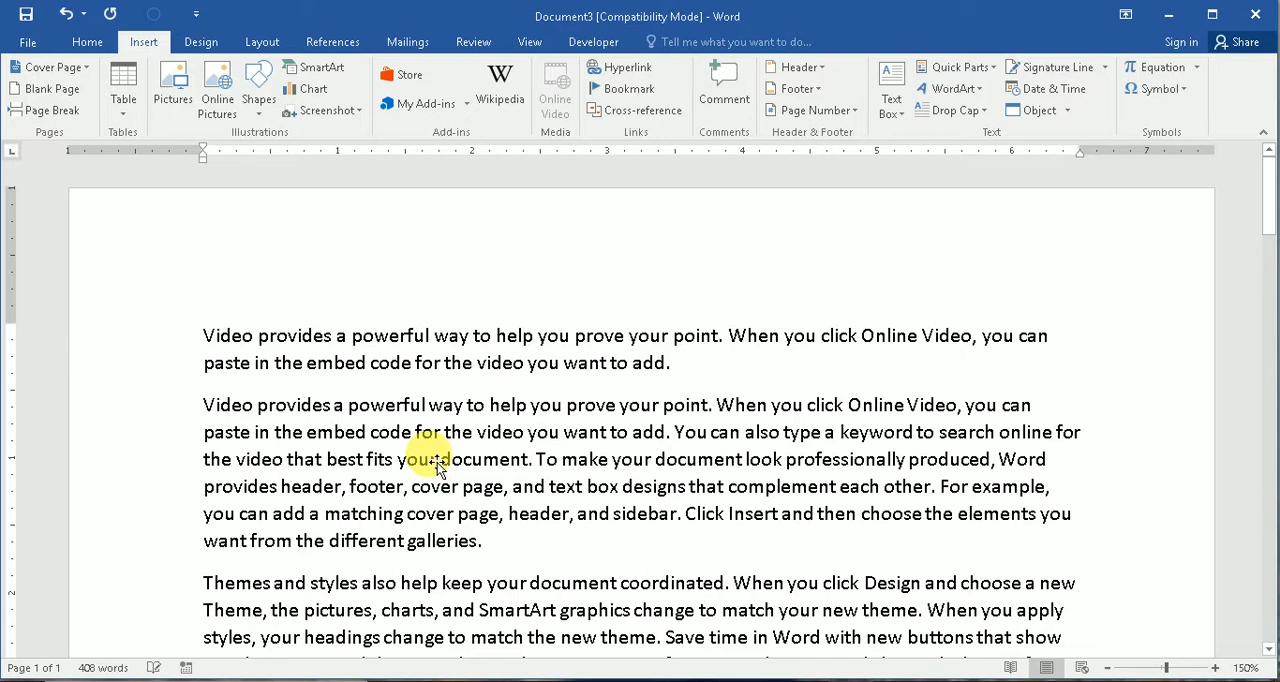 Document3 [Compatibility Mode] - Word
File Home Insert Design Layout References Mailings Review View Developer Tell me what you want to do... Sign in Share
Cover Page
Blank Page
Page Break
Pages
Table
Tables
Pictures
Online Pictures
Shapes
SmartArt
Chart
Screenshot
Illustrations
Store
My Add-ins
W
Wikipedia
Add-ins
Online Video
Media
Hyperlink
Bookmark
Cross-reference
Links
Comment
Comments
Header
Footer
Page Number
Header & Footer
Text Box
Quick Parts
WordArt
Drop Cap
Signature Line
Date & Time
Object
Text
Equation
Symbol
Symbols
1 1 2 3 4 5 6 7
Video provides a powerful way to help you prove your point. When you click Online Video, you can
paste in the embed code for the video you want to add.
Video provides a powerful way to help you prove your point. When you click Online Video, you can
paste in the embed code for the video you want to add. You can also type a keyword to search online for
the video that best fits your document. To make your document look professionally produced, Word
provides header, footer, cover page, and text box designs that complement each other. For example,
you can add a matching cover page, header, and sidebar. Click Insert and then choose the elements you
want from the different galleries.
Themes and styles also help keep your document coordinated. When you click Design and choose a new
Theme, the pictures, charts, and SmartArt graphics change to match your new theme. When you apply
styles, your headings change to match the new theme. Save time in Word with new buttons that show
Page 1 of 1 408 words 150%